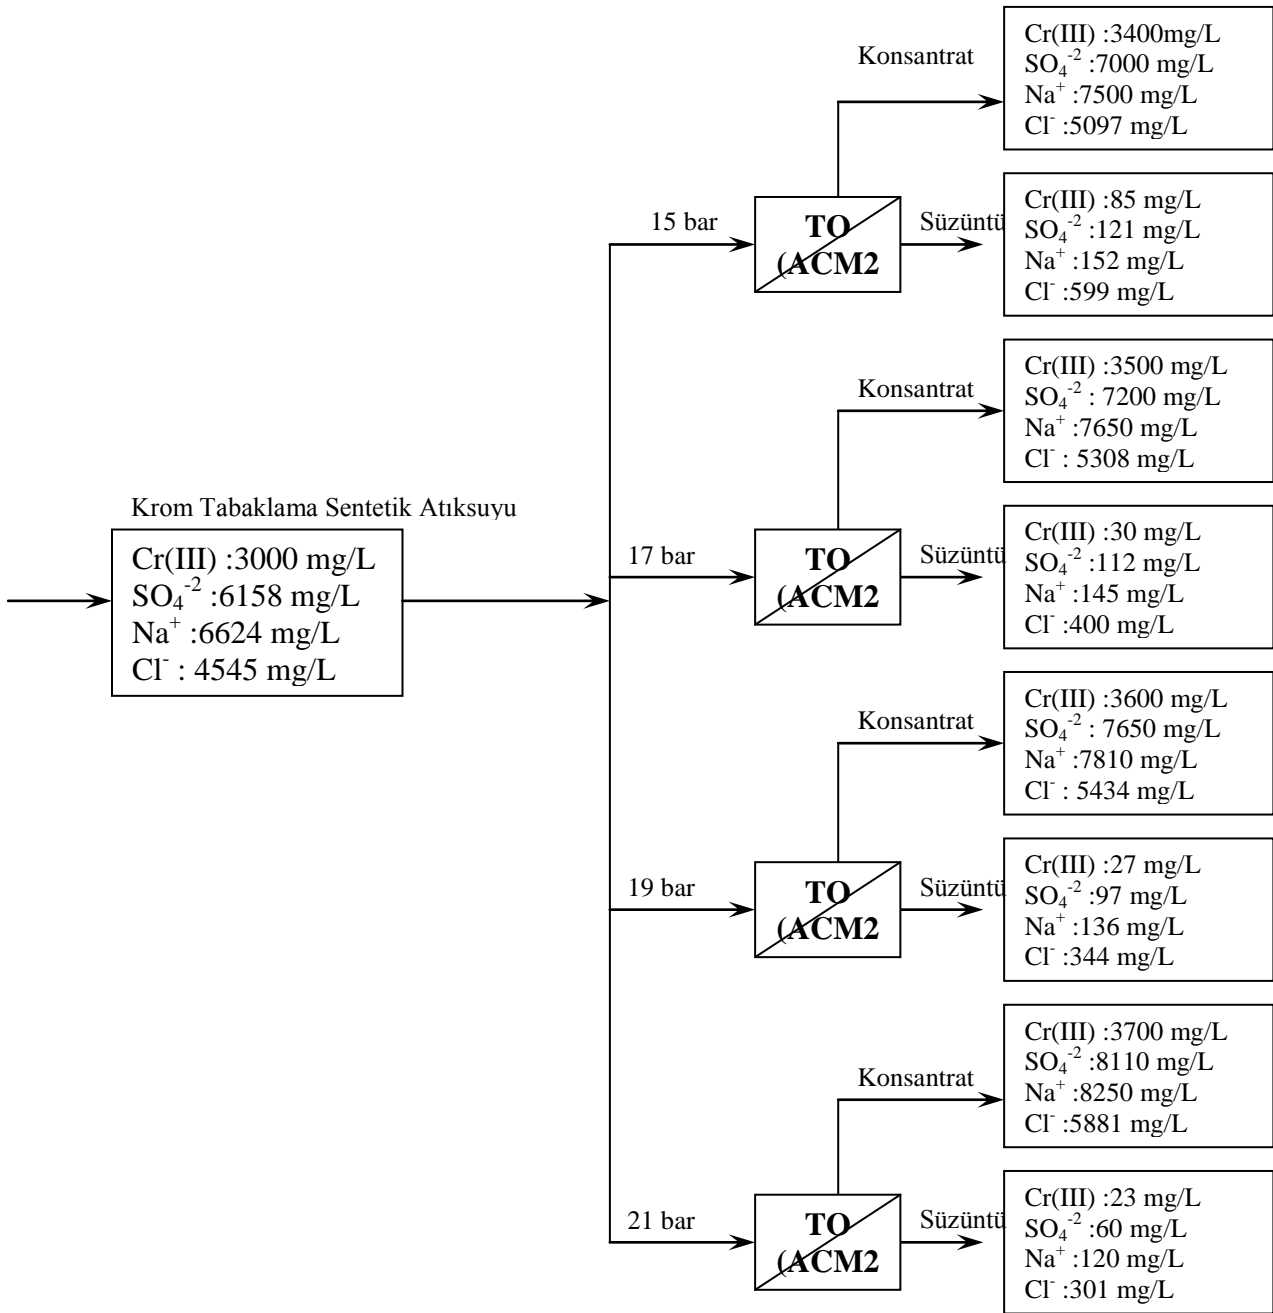 Konsantrat
Cr(III) :3400mg/L
SO₄⁻² :7000 mg/L
Na⁺ :7500 mg/L
Cl⁻ :5097 mg/L
15 bar
TO
(ACM2
Süzüntü
Cr(III) :85 mg/L
SO₄⁻² :121 mg/L
Na⁺ :152 mg/L
Cl⁻ :599 mg/L
Konsantrat
Cr(III) :3500 mg/L
SO₄⁻² : 7200 mg/L
Na⁺ :7650 mg/L
Cl⁻ : 5308 mg/L
Krom Tabaklama Sentetik Atıksuyu
Cr(III) :3000 mg/L
SO₄⁻² :6158 mg/L
Na⁺ :6624 mg/L
Cl⁻ : 4545 mg/L
17 bar
TO
(ACM2
Süzüntü
Cr(III) :30 mg/L
SO₄⁻² :112 mg/L
Na⁺ :145 mg/L
Cl⁻ :400 mg/L
Konsantrat
Cr(III) :3600 mg/L
SO₄⁻² : 7650 mg/L
Na⁺ :7810 mg/L
Cl⁻ : 5434 mg/L
19 bar
TO
(ACM2
Süzüntü
Cr(III) :27 mg/L
SO₄⁻² :97 mg/L
Na⁺ :136 mg/L
Cl⁻ :344 mg/L
Konsantrat
Cr(III) :3700 mg/L
SO₄⁻² :8110 mg/L
Na⁺ :8250 mg/L
Cl⁻ :5881 mg/L
21 bar
TO
(ACM2
Süzüntü
Cr(III) :23 mg/L
SO₄⁻² :60 mg/L
Na⁺ :120 mg/L
Cl⁻ :301 mg/L